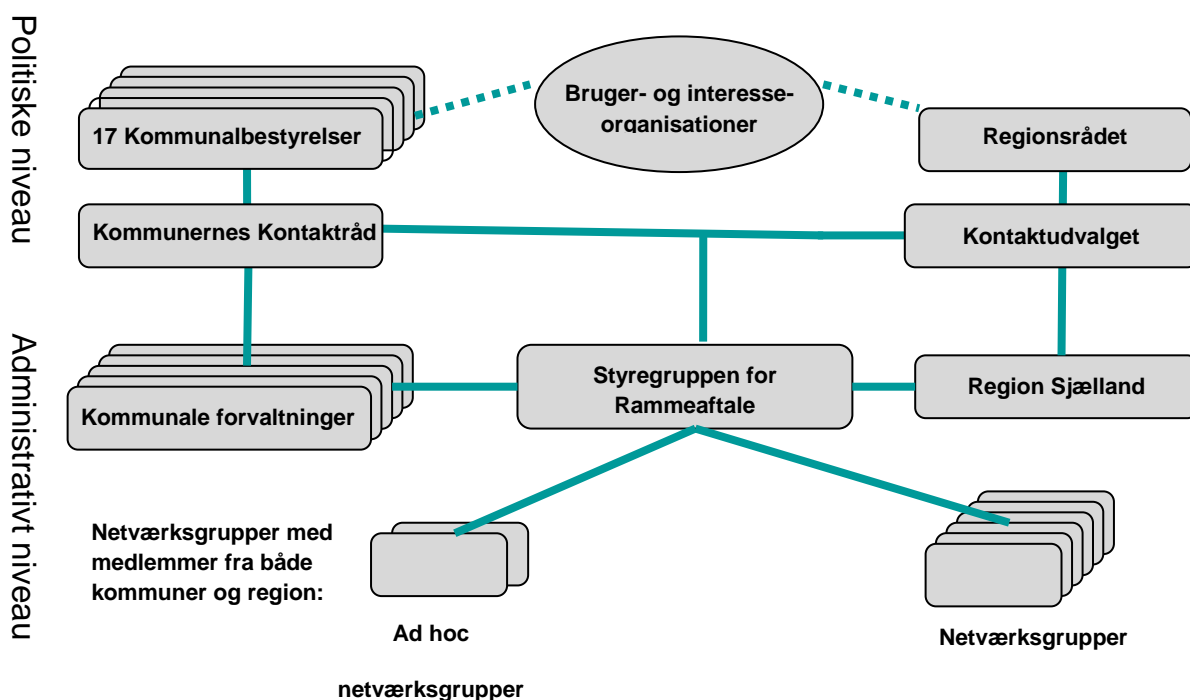 Politiske niveau
Bruger- og interesse-
organisationer
17 Kommunalbestyrelser
Regionsrådet
Kommunernes Kontaktråd
Kontaktudvalget
Administrativt niveau
Styregruppen for
Rammeaftale
Region Sjælland
Kommunale forvaltninger
Netværksgrupper med
medlemmer fra både
kommuner og region:
Ad hoc
netværksgrupper
Netværksgrupper